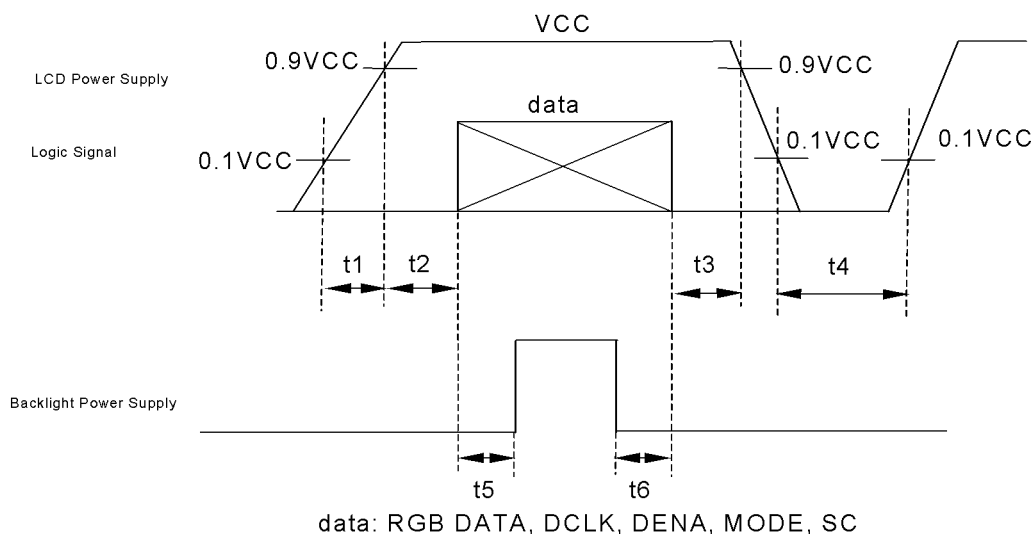 VCC
LCD Power Supply
0.9VCC
0.9VCC
data
Logic Signal
0.1VCC
0.1VCC
0.1VCC
t1
t2
t3
t4
Backlight Power Supply
t5
t6
data: RGB DATA, DCLK, DENA, MODE, SC